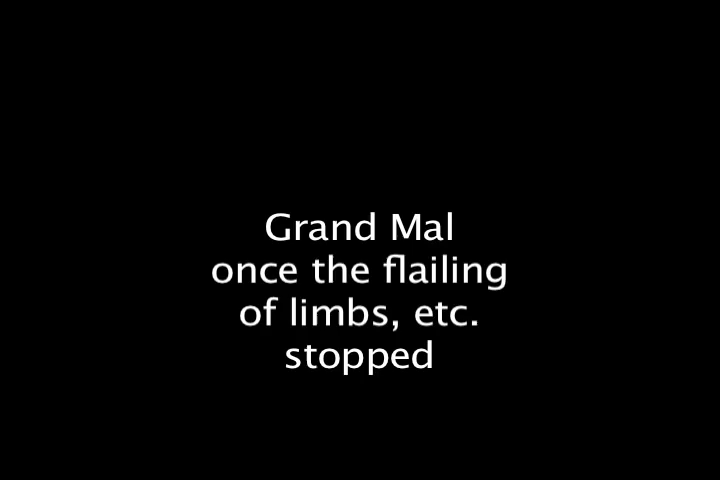 Grand Mal
once the flailing
of limbs, etc.
stopped